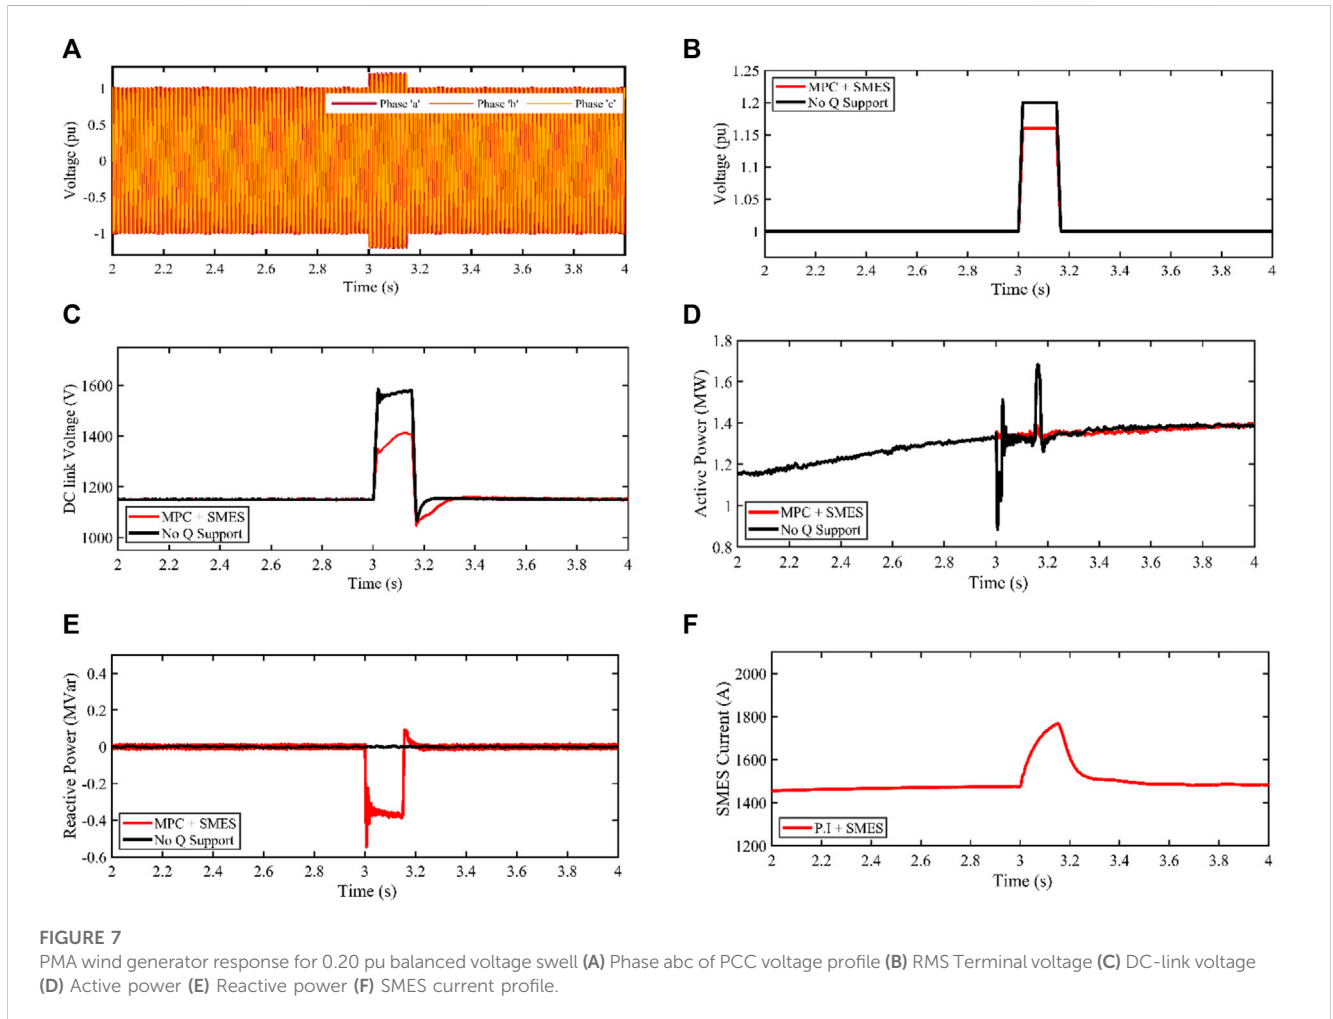 A
1
0.5
0
-0.5
-1
Voltage (pu)
Phase 'a' Phase 'b' Phase 'c'
2 2.2 2.4 2.6 2.8 3 3.2 3.4 3.6 3.8 4
Time (s)
B
1.25
1.2
1.15
1.1
1.05
1
Voltage (pu)
MPC + SMES
No Q Support
2 2.2 2.4 2.6 2.8 3 3.2 3.4 3.6 3.8 4
Time (s)
C
1600
1400
1200
1000
DC link Voltage (V)
MPC + SMES
No Q Support
2 2.2 2.4 2.6 2.8 3 3.2 3.4 3.6 3.8 4
Time (s)
D
1.8
1.6
1.4
1.2
1
0.8
Active Power (MW)
MPC + SMES
No Q Support
2 2.2 2.4 2.6 2.8 3 3.2 3.4 3.6 3.8 4
Time (s)
E
0.4
0.2
0
-0.2
-0.4
-0.6
Reactive Power (MVar)
MPC + SMES
No Q Support
2 2.2 2.4 2.6 2.8 3 3.2 3.4 3.6 3.8 4
Time (s)
F
2000
1800
1600
1400
1200
SMES Current (A)
P.I + SMES
2 2.2 2.4 2.6 2.8 3 3.2 3.4 3.6 3.8 4
Time (s)
FIGURE 7
PMA wind generator response for 0.20 pu balanced voltage swell (A) Phase abc of PCC voltage profile (B) RMS Terminal voltage (C) DC-link voltage
(D) Active power (E) Reactive power (F) SMES current profile.